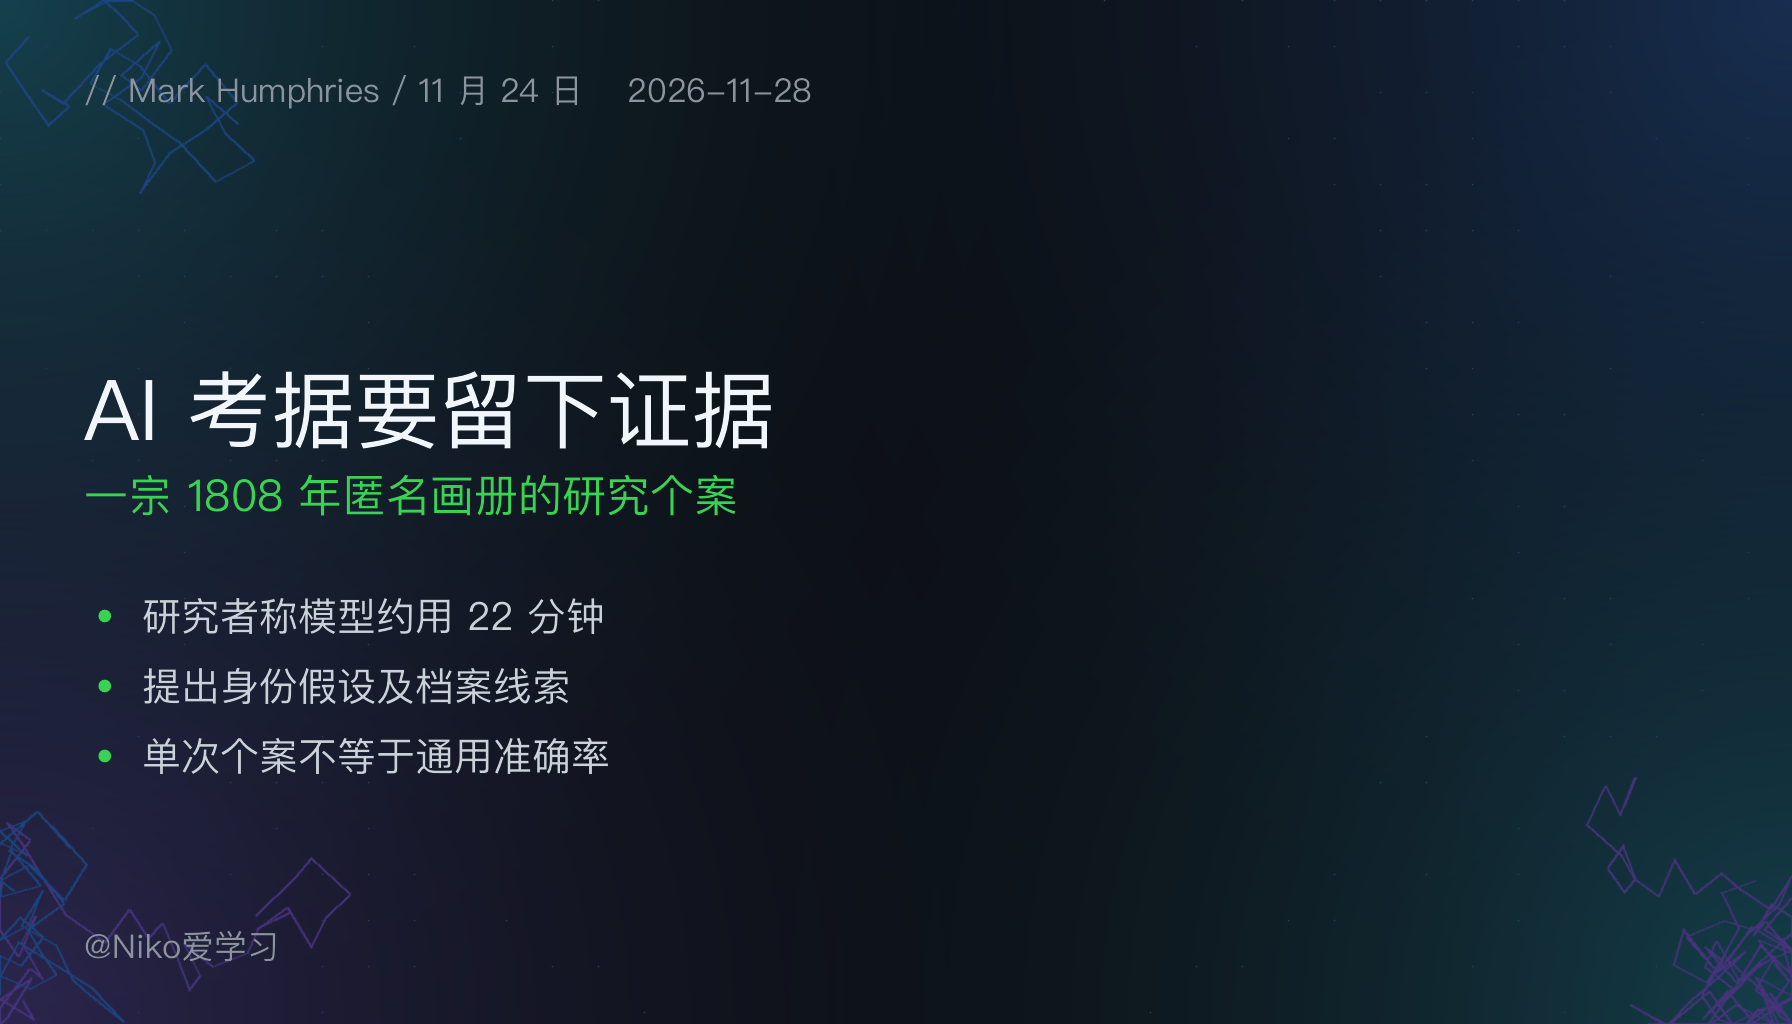 // Mark Humphries / 11 月 24 日 2026-11-28
AI 考据要留下证据
一宗 1808 年匿名画册的研究个案
• 研究者称模型约用 22 分钟
• 提出身份假设及档案线索
• 单次个案不等于通用准确率
@Niko爱学习